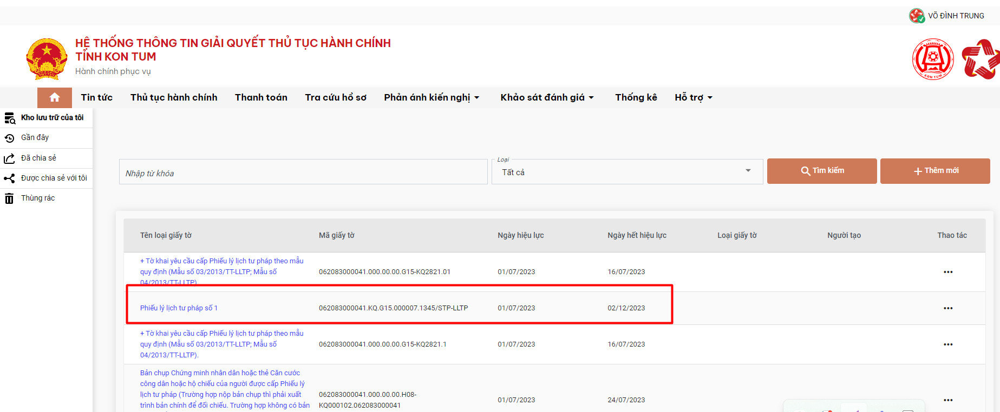 VÕ ĐÌNH TRUNG
HỆ THỐNG THÔNG TIN GIẢI QUYẾT THỦ TỤC HÀNH CHÍNH
TỈNH KON TUM
Hành chính phục vụ
KON TUM
Tin tức Thủ tục hành chính Thanh toán Tra cứu hồ sơ Phản ánh kiến nghị Khảo sát đánh giá Thống kê Hỗ trợ
Kho lưu trữ của tôi
Gần đây
Đã chia sẻ
Được chia sẻ với tôi
Thùng rác
Loại
Nhập từ khóa Tất cả Tìm kiếm Thêm mới
Tên loại giấy tờ Mã giấy tờ Ngày hiệu lực Ngày hết hiệu lực Loại giấy tờ Người tạo Thao tác
+ Tờ khai yêu cầu cấp Phiếu lý lịch tư pháp theo mẫu
quy định (Mẫu số 03/2013/TT-LLTP; Mẫu số
04/2013/TT-LLTP)
062083000041.000.00.00.G15-KQ2821.01 01/07/2023 16/07/2023
Phiếu lý lịch tư pháp số 1 062083000041.KQ.G15.000007.1345/STP-LLTP 01/07/2023 02/12/2023
+ Tờ khai yêu cầu cấp Phiếu lý lịch tư pháp theo mẫu
quy định (Mẫu số 03/2013/TT-LLTP; Mẫu số
04/2013/TT-LLTP).
062083000041.000.00.00.G15-KQ2821.1 01/07/2023 16/07/2023
Bản chụp Chứng minh nhân dân hoặc thẻ Căn cước
công dân hoặc hộ chiếu của người được cấp Phiếu lý
lịch tư pháp (Trường hợp nộp bản chụp thì phải xuất
trình bản chính để đối chiếu. Trường hợp không có bản
062083000041.000.00.00.H08-
KQ000102.062083000041
01/07/2023 24/07/2023